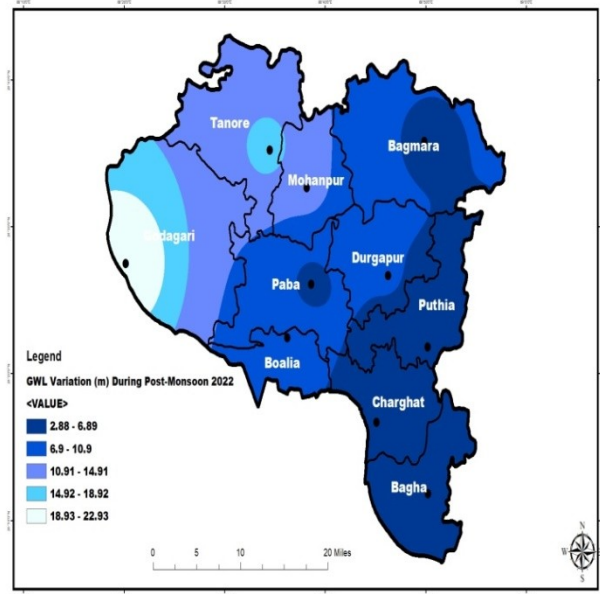 Tanore
Bagmara
Mohanpur
Durgapur
Paba
Puthia
Boalia
Charghat
Bagha
Legend
GWL Variation (m) During Post-Monsoon 2022
<VALUE>
2.88 - 6.89
6.9 - 10.9
10.91 - 14.91
14.92 - 18.92
18.93 - 22.93
0 5 10 20 Miles
N
W
E
S